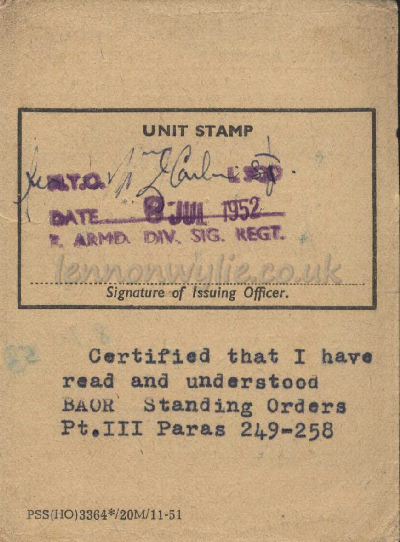 UNIT STAMP
M.T.O.
DATE 8 JUL 1952
ARMD. DIV. SIG. REGT.
lennonwylie.co.uk
Signature of Issuing Officer.
Certified that I have
read and understood
BAOR Standing Orders
Pt.III Paras 249-258
PSS(HO)3364*/20M/11-51